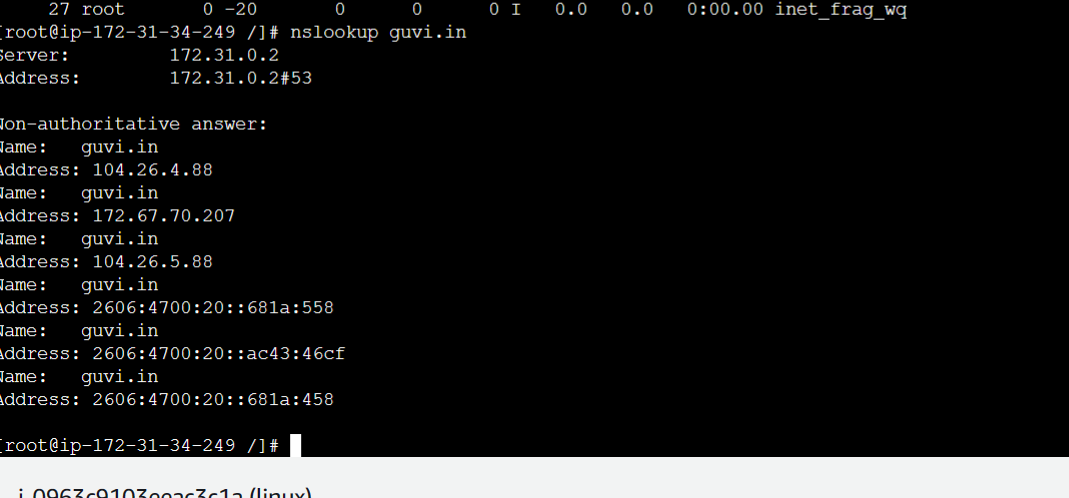 27 root 0 -20 0 0 0 I 0.0 0.0 0:00.00 inet_frag_wq
[root@ip-172-31-34-249 /]# nslookup guvi.in
Server: 172.31.0.2
Address: 172.31.0.2#53
Non-authoritative answer:
Name: guvi.in
Address: 104.26.4.88
Name: guvi.in
Address: 172.67.70.207
Name: guvi.in
Address: 104.26.5.88
Name: guvi.in
Address: 2606:4700:20::681a:558
Name: guvi.in
Address: 2606:4700:20::ac43:46cf
Name: guvi.in
Address: 2606:4700:20::681a:458
[root@ip-172-31-34-249 /]#
(linux)